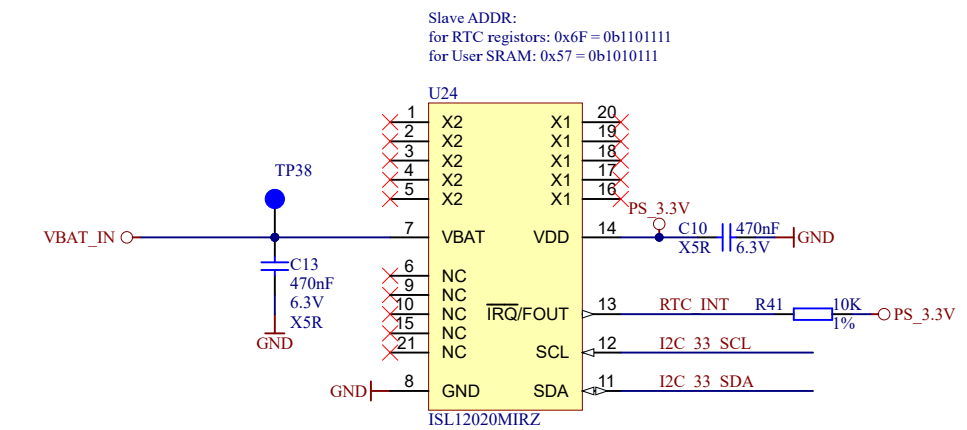 Slave ADDR:
for RTC registors: 0x6F = 0b1101111
for User SRAM: 0x57 = 0b1010111
U24
1 X2 X1 20
2 X2 X1 19
3 X2 X1 18
4 X2 X1 17
5 X2 X1 16
TP38
PS_3.3V
VBAT_IN 7 VBAT VDD 14 C10 470nF GND
X5R 6.3V
C13
470nF
6.3V
X5R
GND
6 NC
9 NC
10 NC IRQ/FOUT 13 RTC_INT R41 10K PS_3.3V
1%
15 NC
21 NC SCL 12 I2C_33_SCL
GND 8 GND SDA 11 I2C_33_SDA
ISL12020MIRZ